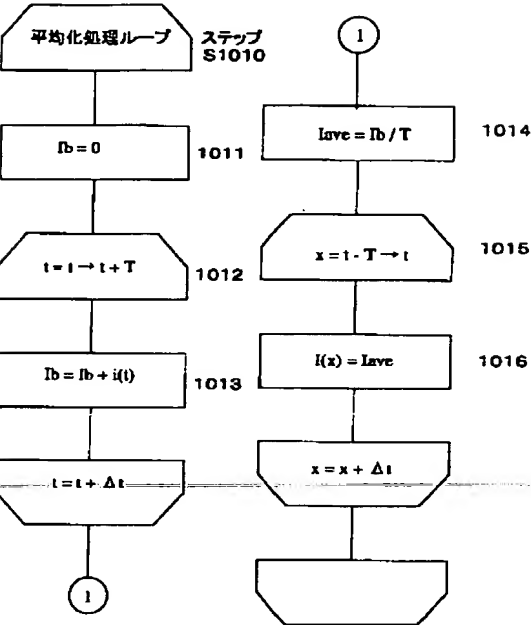 平均化処理ループ
ステップ
S1010
Ib = 0
1011
t = t → t + T
1012
Ib = Ib + i(t)
1013
t = t + Δt
1
1
Iave = Ib / T
1014
x = t - T → t
1015
I(x) = Iave
1016
x = x + Δt